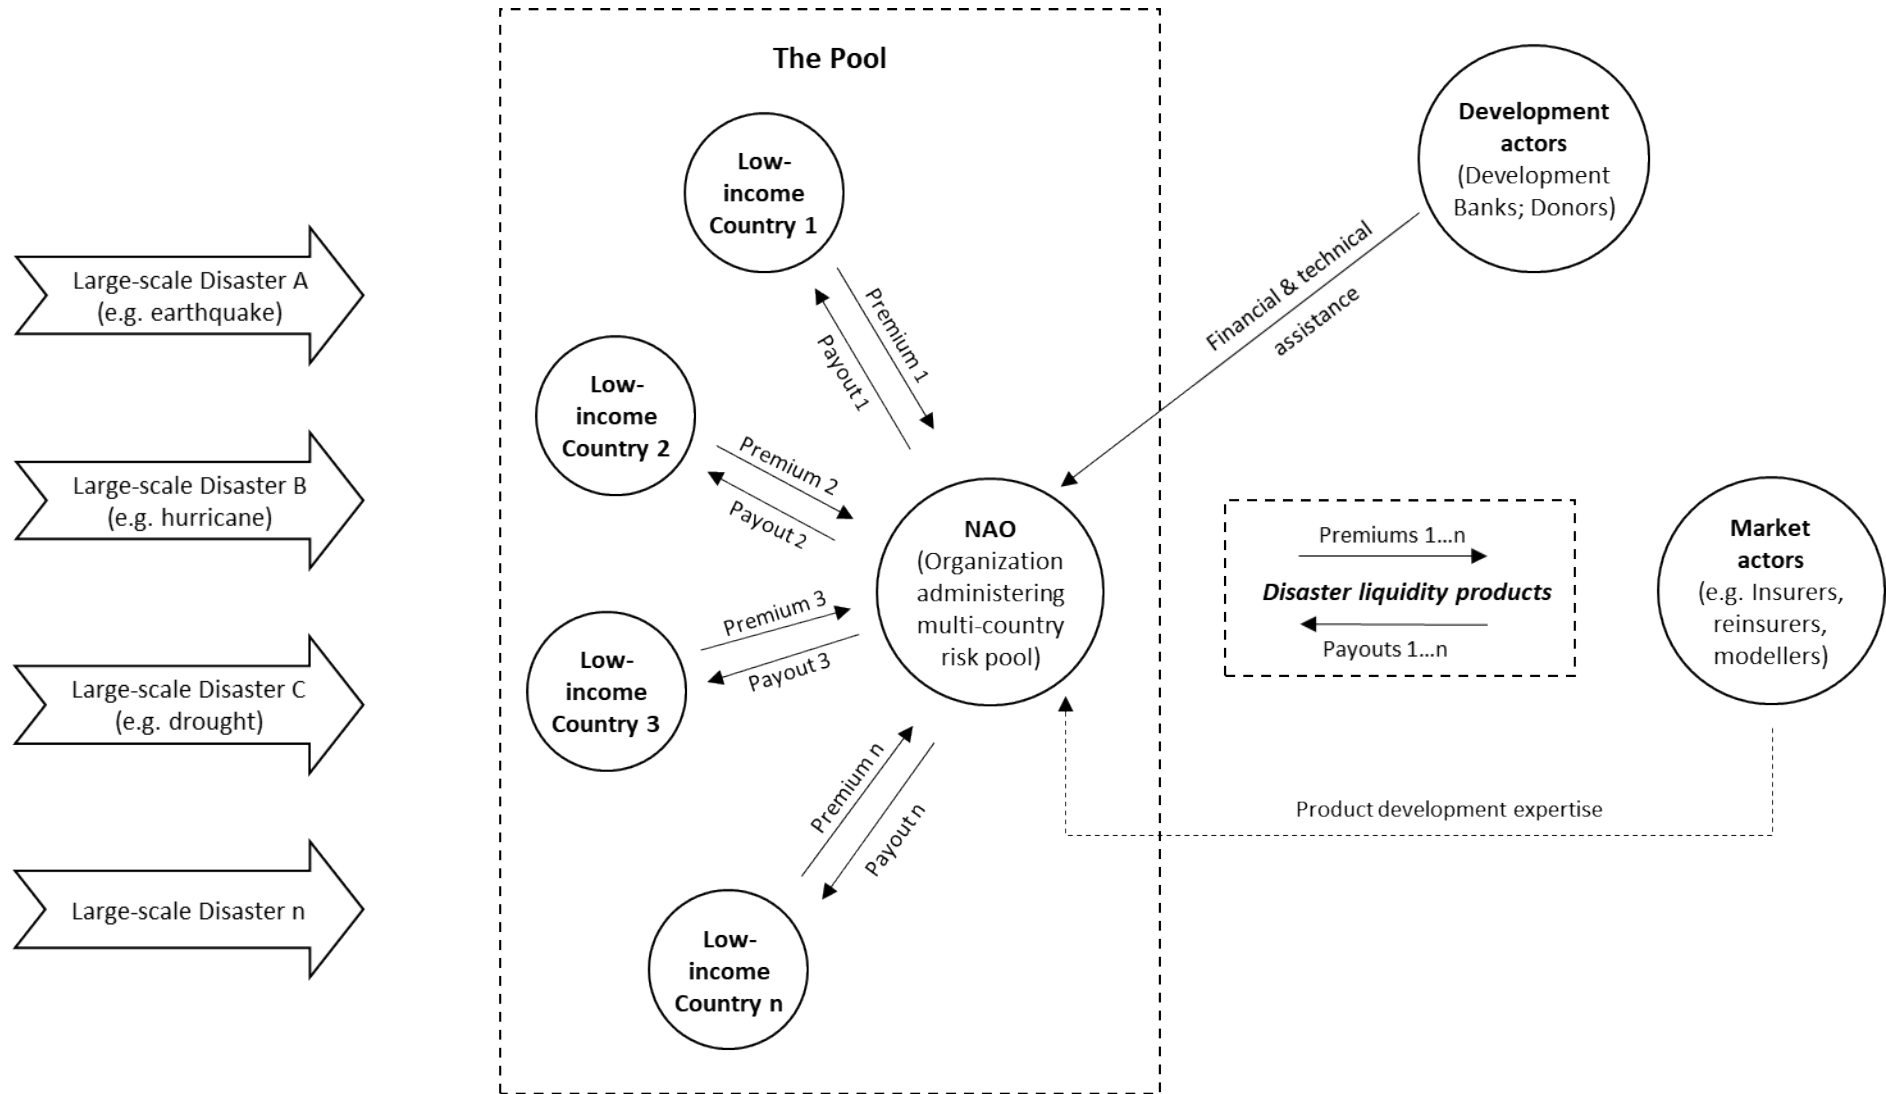 The Pool
Large-scale Disaster A
(e.g. earthquake)
Large-scale Disaster B
(e.g. hurricane)
Large-scale Disaster C
(e.g. drought)
Large-scale Disaster n
Low-
income
Country 1
Premium 1
Payout 1
Low-
income
Country 2
Premium 2
Payout 2
Low-
income
Country 3
Premium 3
Payout 3
Low-
income
Country n
Premium n
Payout n
NAO
(Organization
administering
multi-country
risk pool)
Development
actors
(Development
Banks; Donors)
Financial & technical
assistance
Premiums 1...n
Disaster liquidity products
Payouts 1...n
Market
actors
(e.g. Insurers,
reinsurers,
modellers)
Product development expertise